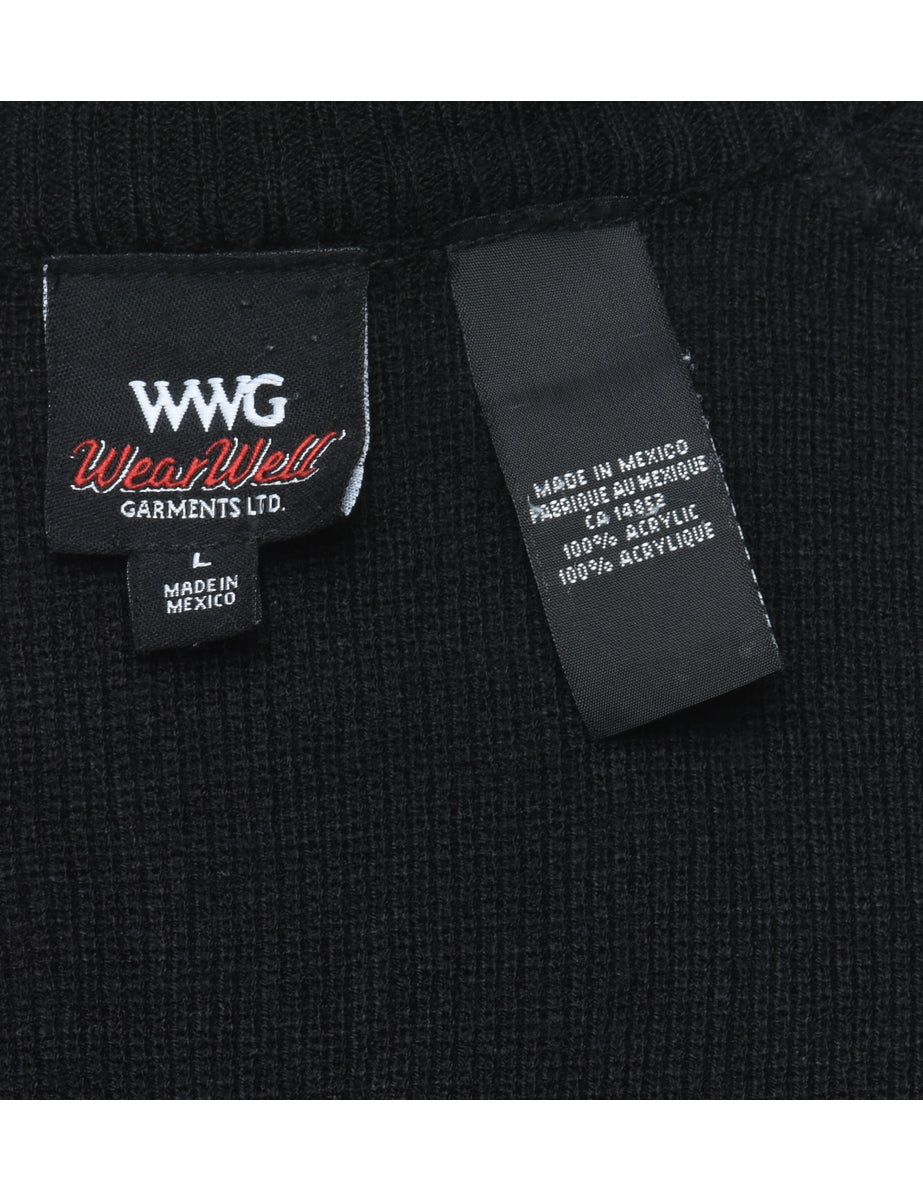 WWG
WearWell
GARMENTS LTD.
L
MADE IN
MEXICO
MADE IN MEXICO
FABRIQUE AU MEXIQUE
CA 14853
100% ACRYLIC
100% ACRYLIQUE